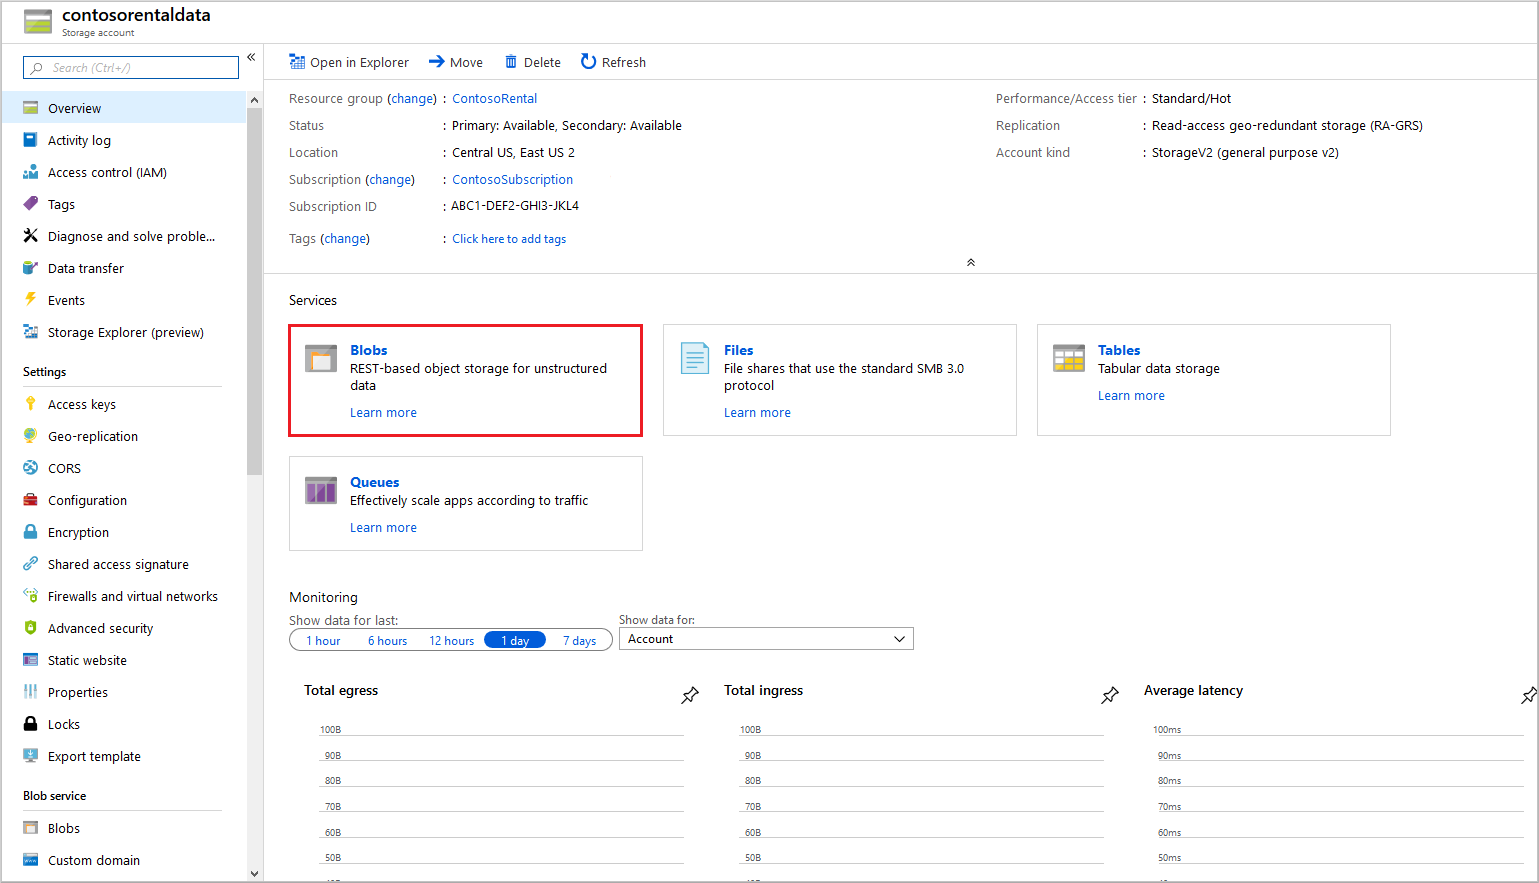 contosorentaldata
Storage account
Search (Ctrl+/)
«
Overview
Activity log
Access control (IAM)
Tags
Diagnose and solve proble...
Data transfer
Events
Storage Explorer (preview)
Settings
Access keys
Geo-replication
CORS
Configuration
Encryption
Shared access signature
Firewalls and virtual networks
Advanced security
Static website
Properties
Locks
Export template
Blob service
Blobs
Custom domain
Open in Explorer Move Delete Refresh
Resource group (change) : ContosoRental
Status : Primary: Available, Secondary: Available
Location : Central US, East US 2
Subscription (change) : ContosoSubscription
Subscription ID : ABC1-DEF2-GHI3-JKL4
Tags (change) : Click here to add tags
Performance/Access tier : Standard/Hot
Replication : Read-access geo-redundant storage (RA-GRS)
Account kind : StorageV2 (general purpose v2)
Services
Blobs
REST-based object storage for unstructured
data
Learn more
Files
File shares that use the standard SMB 3.0
protocol
Learn more
Tables
Tabular data storage
Learn more
Queues
Effectively scale apps according to traffic
Learn more
Monitoring
Show data for last:
1 hour 6 hours 12 hours 1 day 7 days
Show data for:
Account
Total egress
100B
90B
80B
70B
60B
50B
Total ingress
100B
90B
80B
70B
60B
50B
Average latency
100ms
90ms
80ms
70ms
60ms
50ms